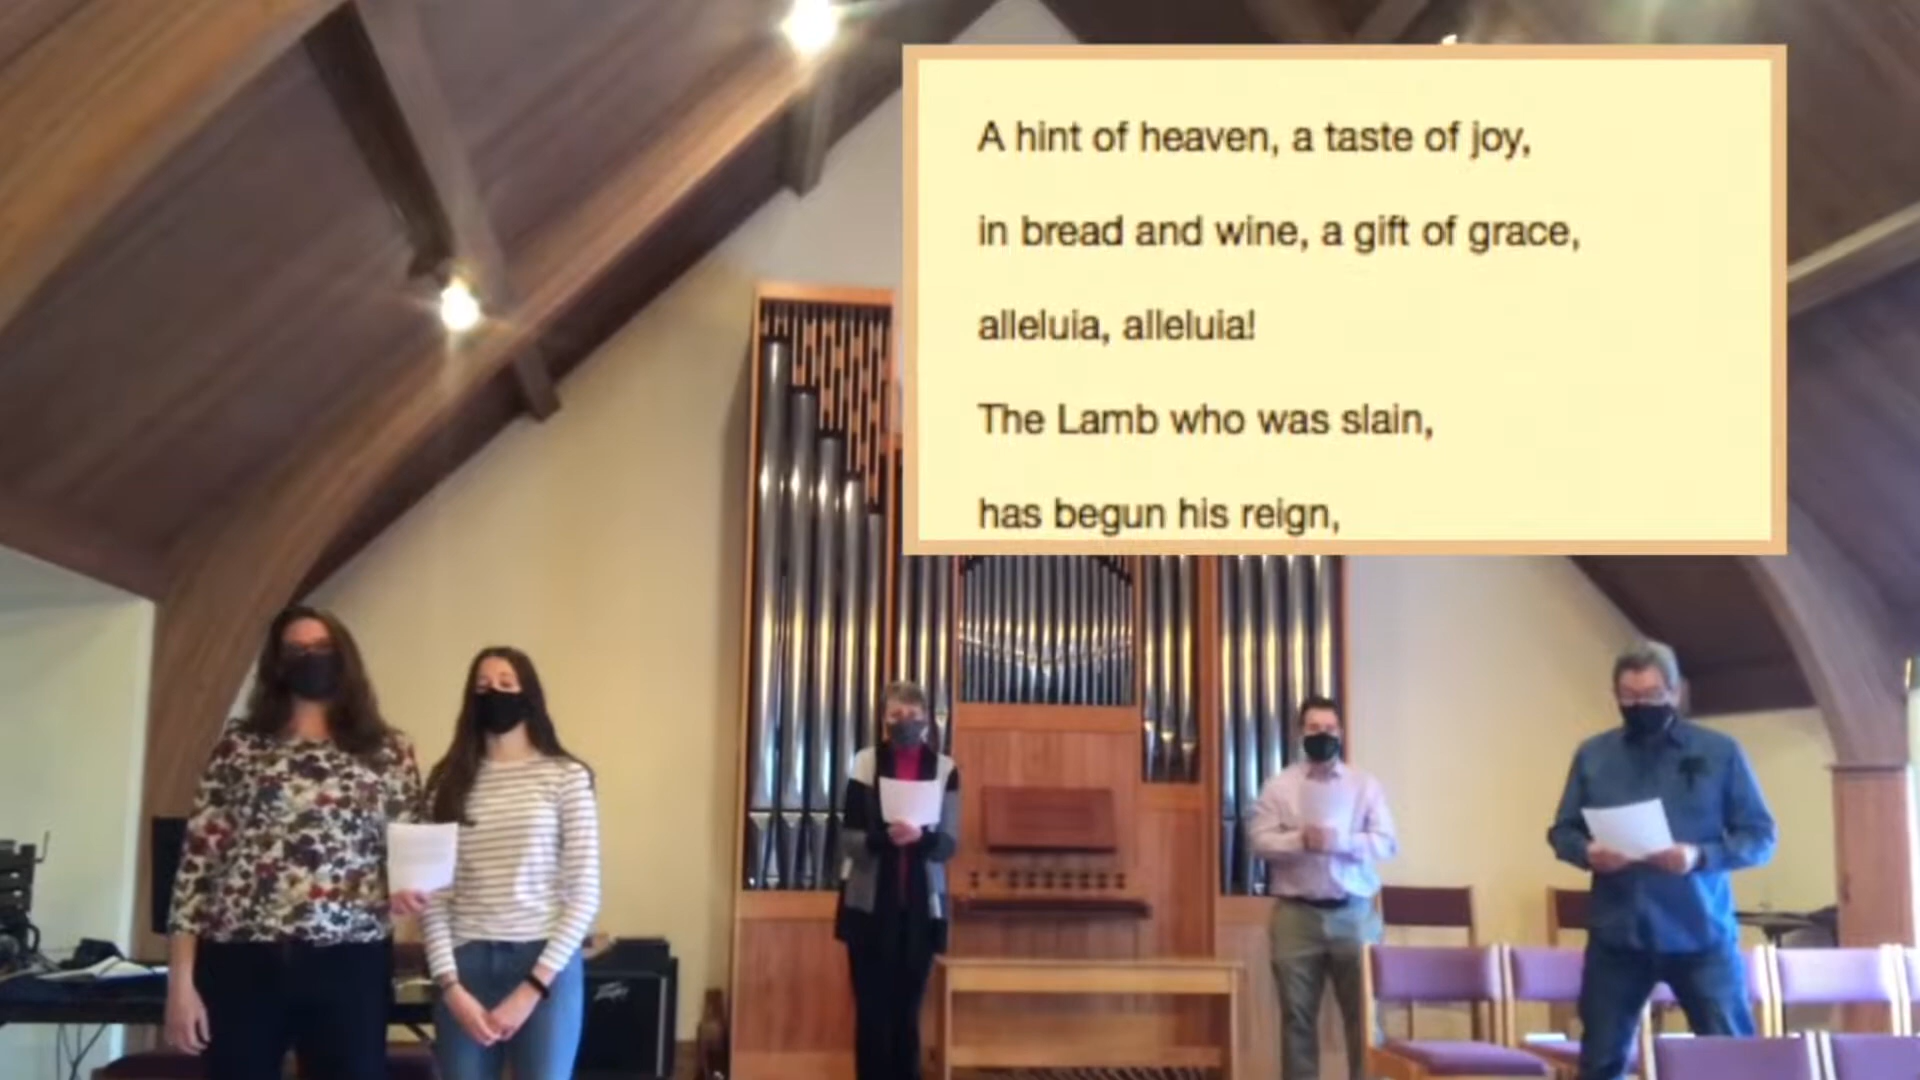 A hint of heaven, a taste of joy,
in bread and wine, a gift of grace,
alleluia, alleluia!
The Lamb who was slain,
has begun his reign,